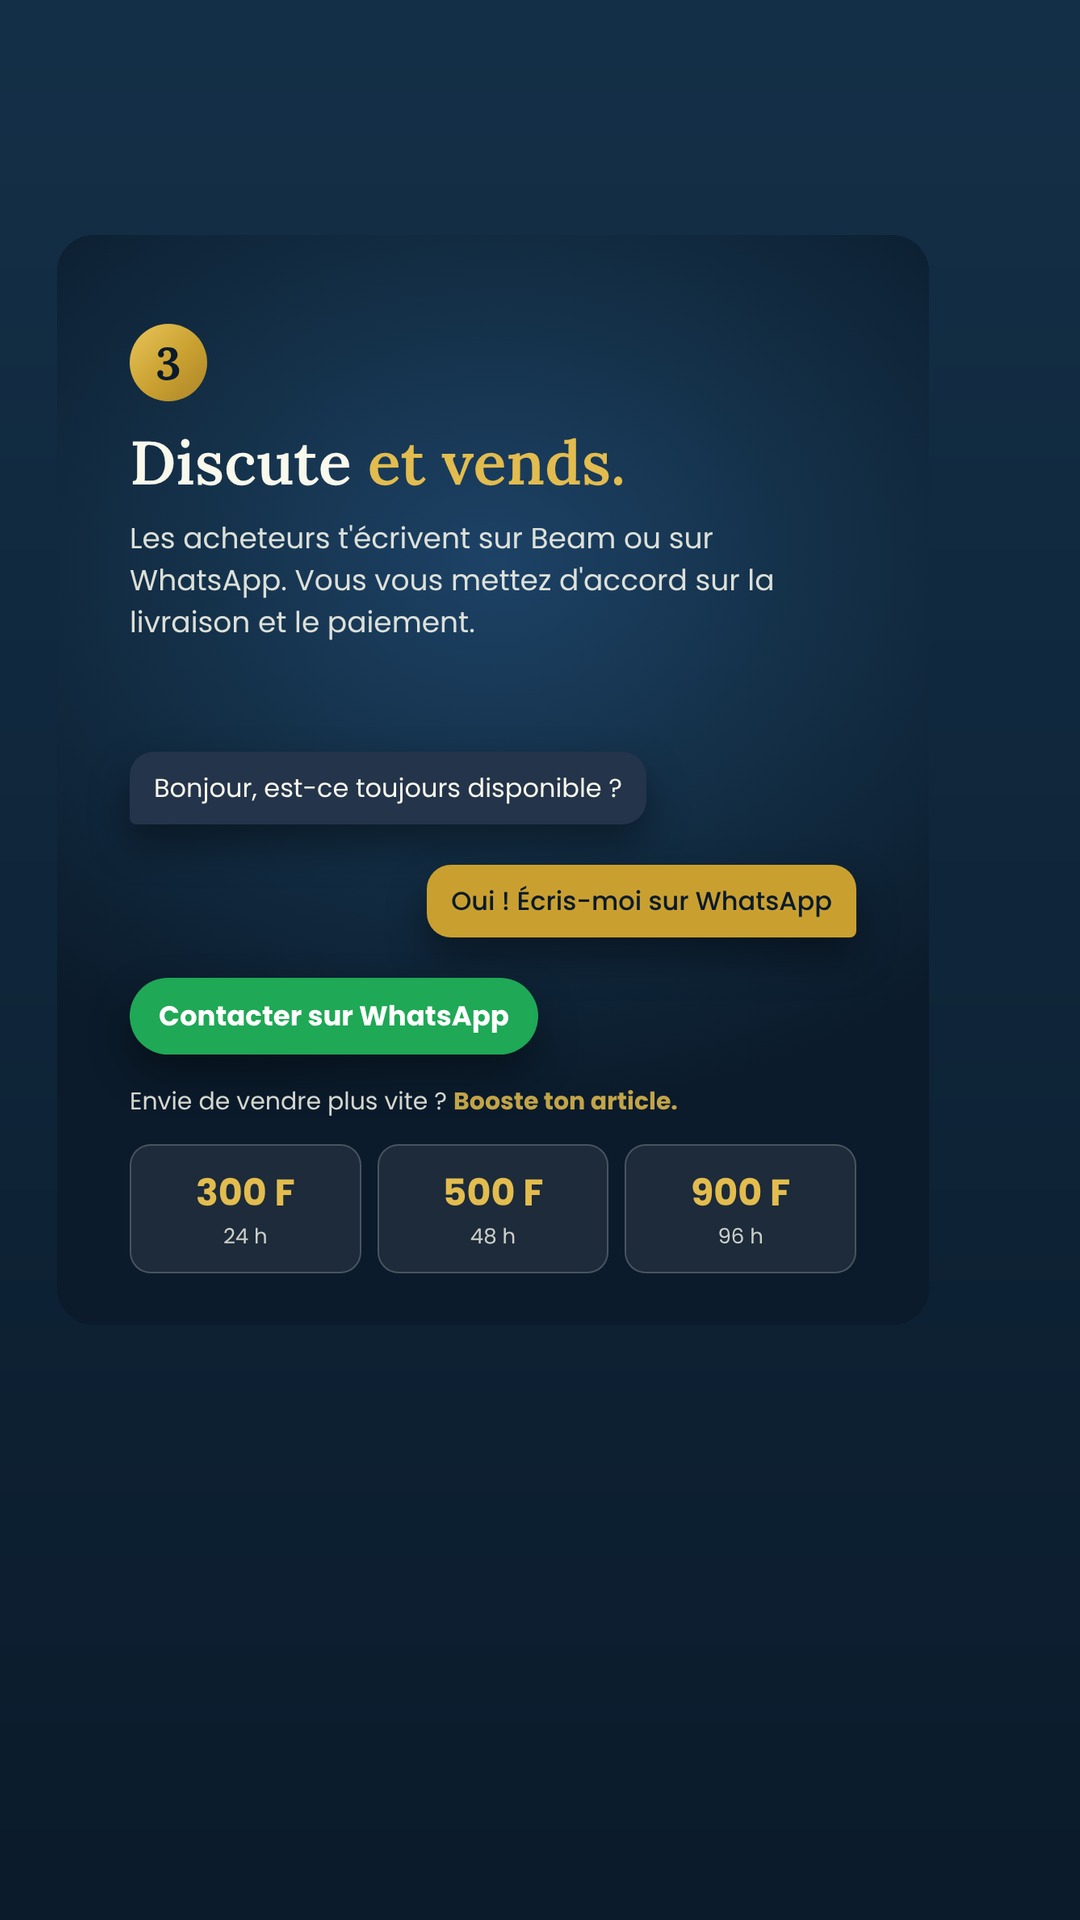 3
Discute et vends.
Les acheteurs t'écrivent sur Beam ou sur
WhatsApp. Vous vous mettez d'accord sur la
livraison et le paiement.
Bonjour, est-ce toujours disponible ?
Oui ! Écris-moi sur WhatsApp
Contacter sur WhatsApp
Envie de vendre plus vite ? Booste ton article.
300 F
24 h
500 F
48 h
900 F
96 h